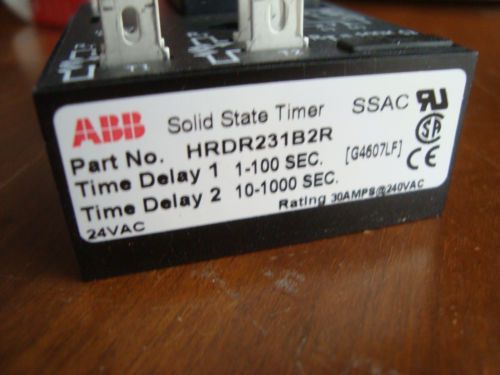 ABB Solid State Timer SSAC
Part No. HRDR231B2R
Time Delay 1 1-100 SEC. [G4607LF]
Time Delay 2 10-1000 SEC.
24VAC Rating 30AMPS@240VAC